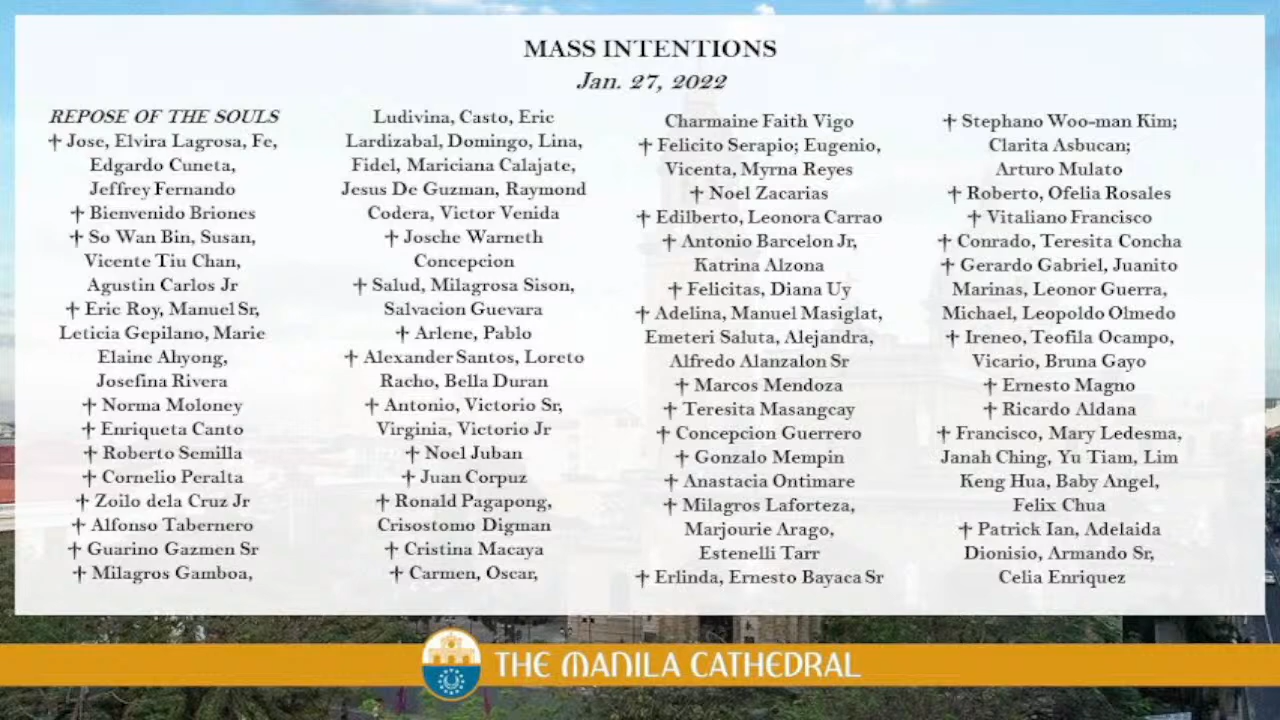 MASS INTENTIONS
Jan. 27, 2022
REPOSE OF THE SOULS
† Jose, Elvira Lagrosa, Fe,
Edgardo Cuneta,
Jeffrey Fernando
† Bienvenido Briones
† So Wan Bin, Susan,
Vicente Tiu Chan,
Agustin Carlos Jr
† Eric Roy, Manuel Sr,
Leticia Gepilano, Marie
Elaine Ahyong,
Josefina Rivera
† Norma Moloney
† Enriqueta Canto
† Roberto Semilla
† Cornelio Peralta
† Zoilo dela Cruz Jr
† Alfonso Tabernero
† Guarino Gazmen Sr
† Milagros Gamboa,
Ludivina, Casto, Eric
Lardizabal, Domingo, Lina,
Fidel, Mariciana Calajate,
Jesus De Guzman, Raymond
Codera, Victor Venida
† Josche Warneth
Concepcion
† Salud, Milagrosa Sison,
Salvacion Guevara
† Arlene, Pablo
† Alexander Santos, Loreto
Racho, Bella Duran
† Antonio, Victorio Sr,
Virginia, Victorio Jr
† Noel Juban
† Juan Corpuz
† Ronald Pagapong,
Crisostomo Digman
† Cristina Macaya
† Carmen, Oscar,
Charmaine Faith Vigo
† Felicito Serapio; Eugenio,
Vicenta, Myrna Reyes
† Noel Zacarias
† Edilberto, Leonora Carrao
† Antonio Barcelon Jr,
Katrina Alzona
† Felicitas, Diana Uy
† Adelina, Manuel Masiglat,
Emeteri Saluta, Alejandra,
Alfredo Alanzalon Sr
† Marcos Mendoza
† Teresita Masangcay
† Concepcion Guerrero
† Gonzalo Mempin
† Anastacia Ontimare
† Milagros Laforteza,
Marjourie Arago,
Estenelli Tarr
† Erlinda, Ernesto Bayaca Sr
† Stephano Woo-man Kim;
Clarita Asbucan;
Arturo Mulato
† Roberto, Ofelia Rosales
† Vitaliano Francisco
† Conrado, Teresita Concha
† Gerardo Gabriel, Juanito
Marinas, Leonor Guerra,
Michael, Leopoldo Olmedo
† Ireneo, Teofila Ocampo,
Vicario, Bruna Gayo
† Ernesto Magno
† Ricardo Aldana
† Francisco, Mary Ledesma,
Janah Ching, Yu Tiam, Lim
Keng Hua, Baby Angel,
Felix Chua
† Patrick Ian, Adelaida
Dionisio, Armando Sr,
Celia Enriquez
THE MANILA CATHEDRAL